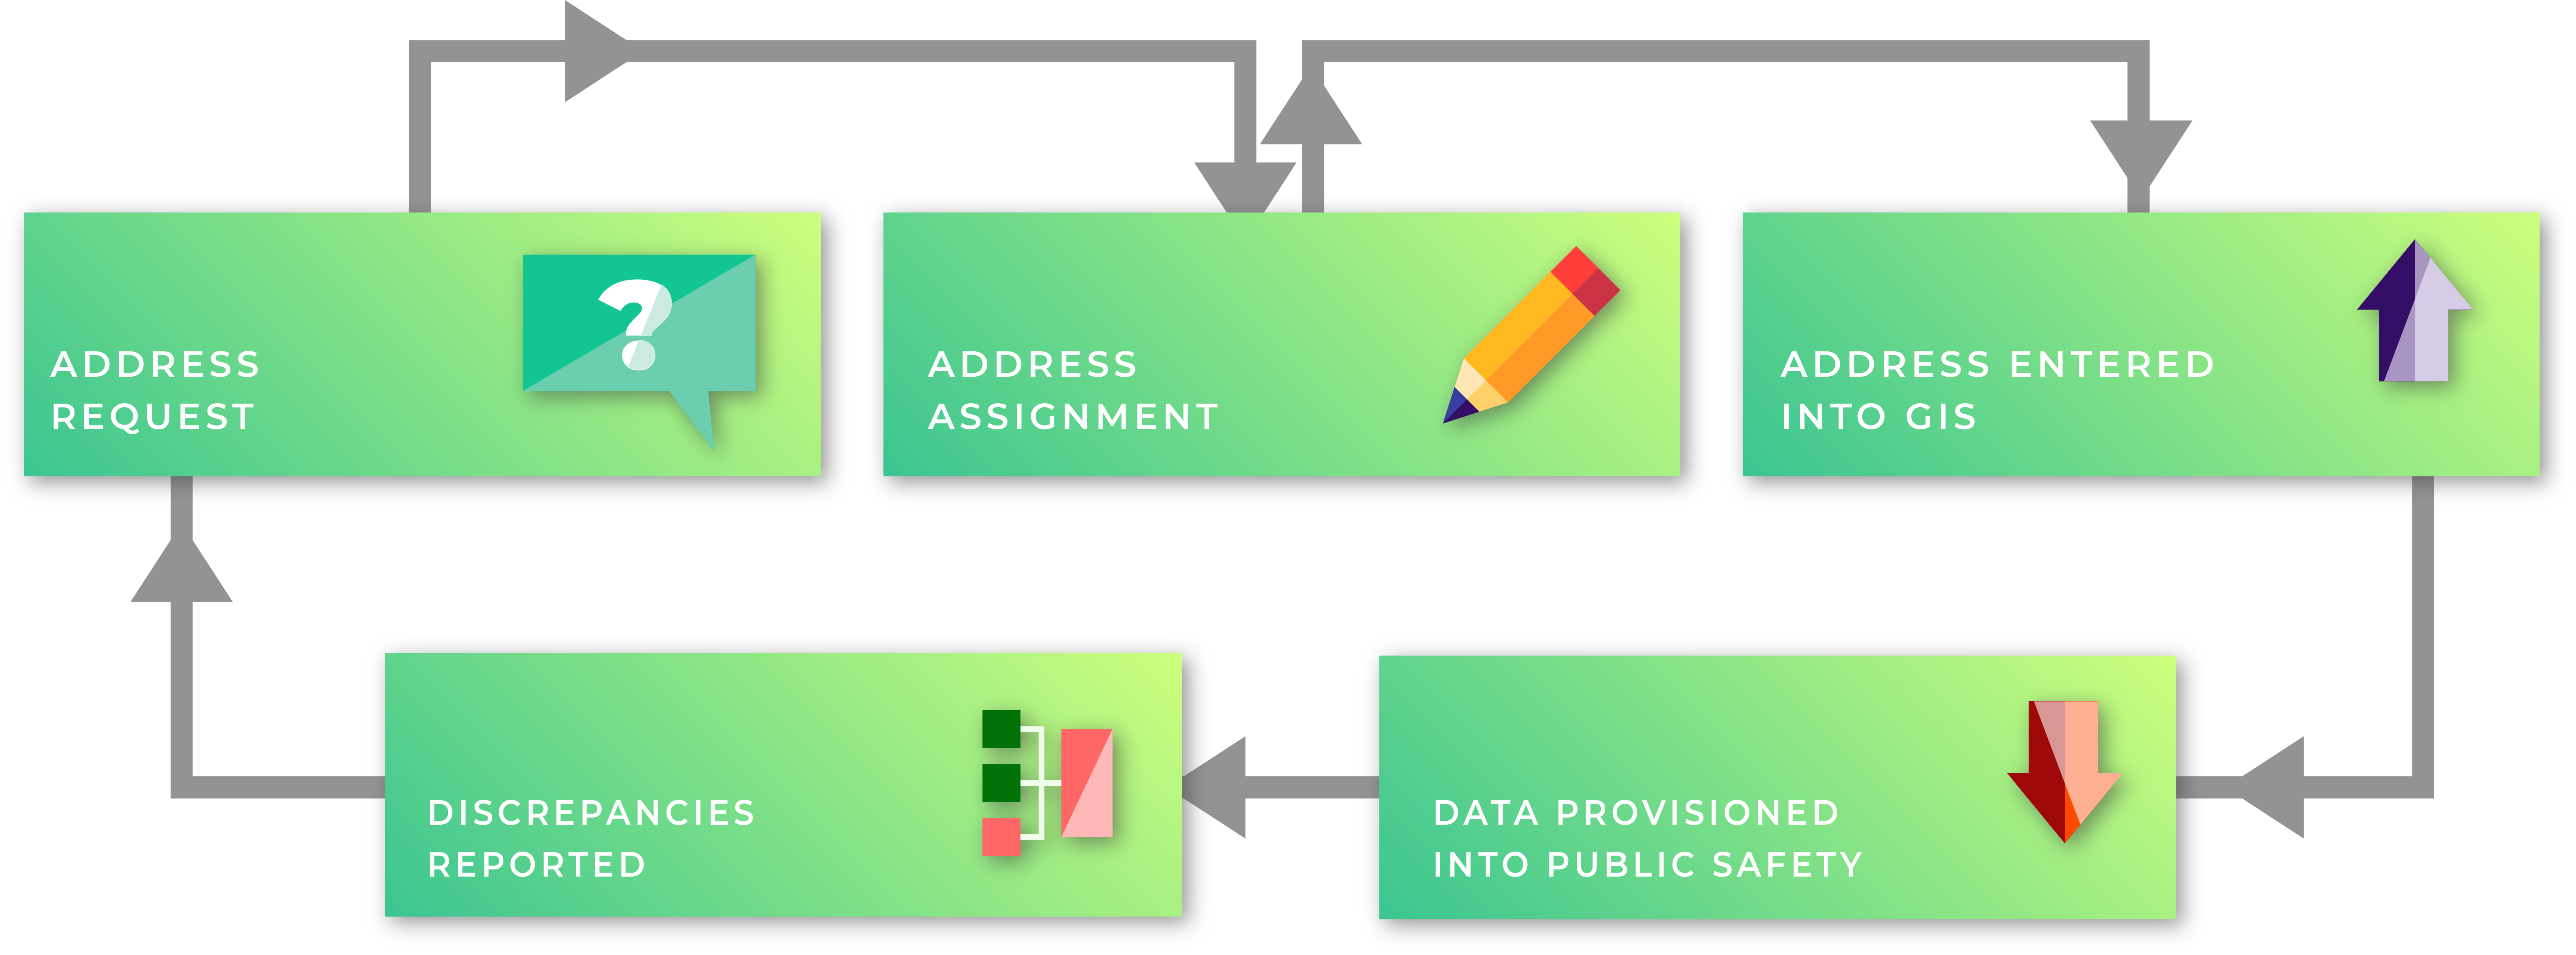 ADDRESS
REQUEST
?
ADDRESS
ASSIGNMENT
ADDRESS ENTERED
INTO GIS
DISCREPANCIES
REPORTED
DATA PROVISIONED
INTO PUBLIC SAFETY